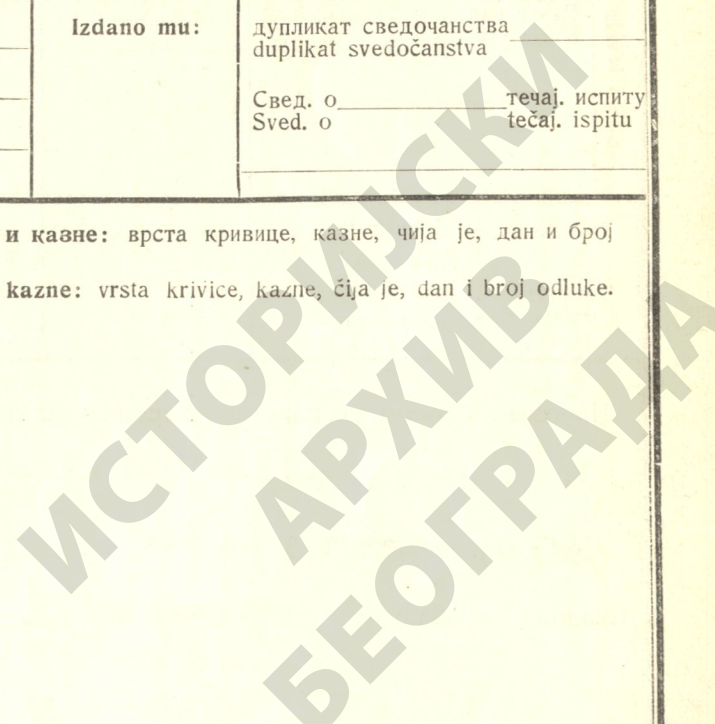 Izdano mu:
дупликат сведочанства
duplikat svedočanstva
Свед. о течај. испиту
Sved. o tečaj. ispitu
и казне: врста кривице, казне, чија је, дан и број
kazne: vrsta krivice, kazne, čija je, dan i broj odluke.
ИСТОРИЈСКИ
АРХИВ
БЕОГРАДА